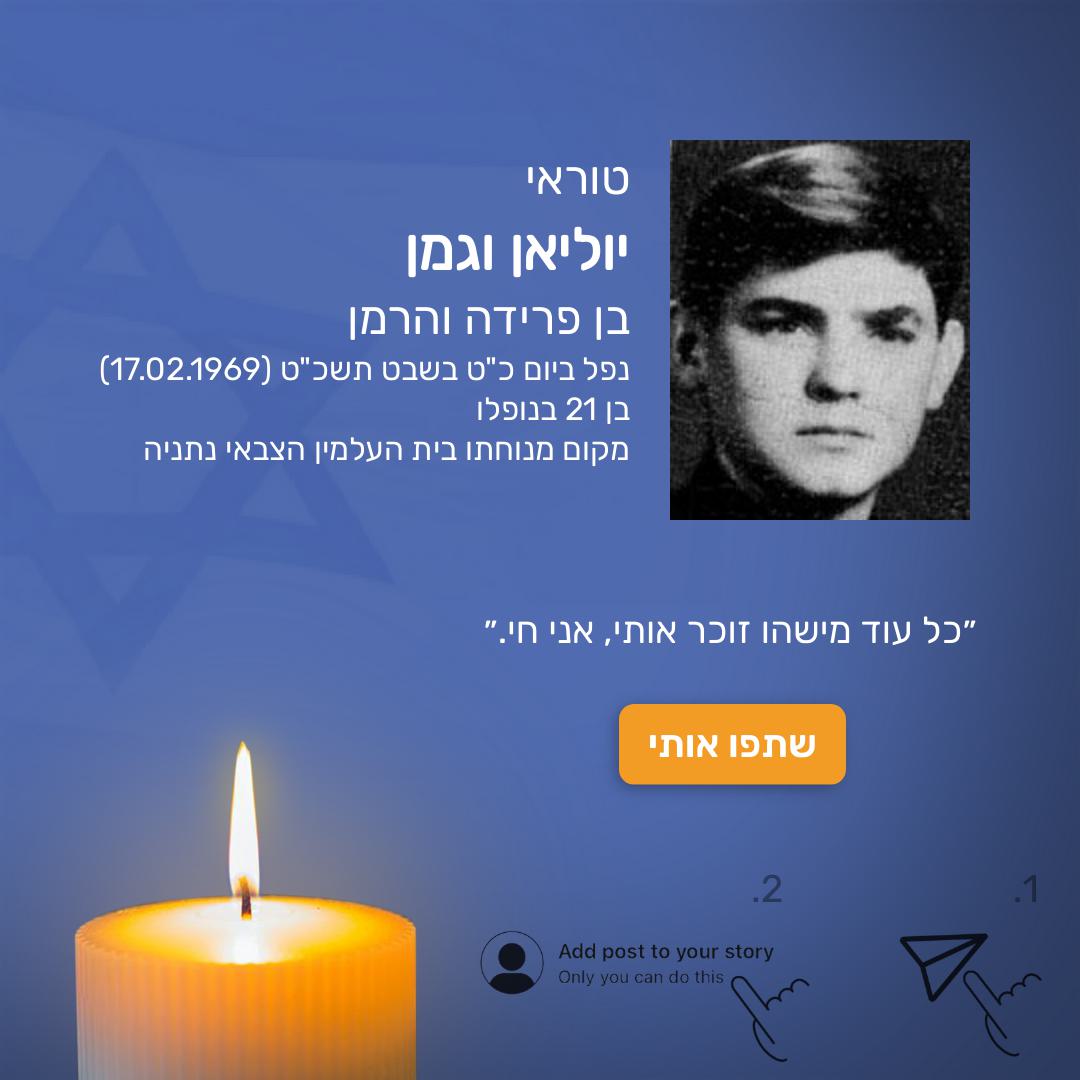 טוראי
יוליאן וגמן
בן פרידה והרמן
נפל ביום כ"ט בשבט תשכ"ט (17.02.1969)
בן 21 בנופלו
מקום מנוחתו בית העלמין הצבאי נתניה
״כל עוד מישהו זוכר אותי, אני חי.״
שתפו אותי
1.
2.
Add post to your story
Only you can do this